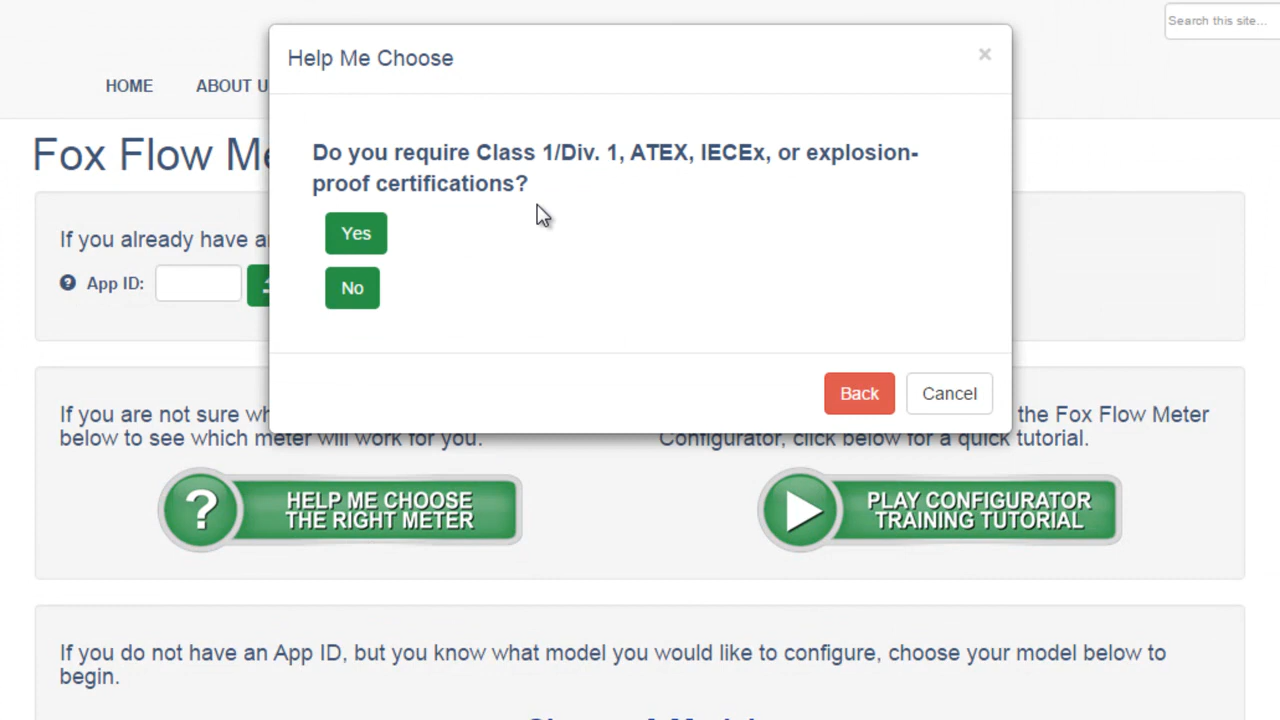 Search this site...
Help Me Choose
×
HOME
ABOUT U
Fox Flow Me
Do you require Class 1/Div. 1, ATEX, IECEx, or explosion-
proof certifications?
Yes
No
If you already have a
App ID:
Back
Cancel
If you are not sure wh
below to see which meter will work for you.
the Fox Flow Meter
Configurator, click below for a quick tutorial.
?
HELP ME CHOOSE
THE RIGHT METER
PLAY CONFIGURATOR
TRAINING TUTORIAL
If you do not have an App ID, but you know what model you would like to configure, choose your model below to
begin.